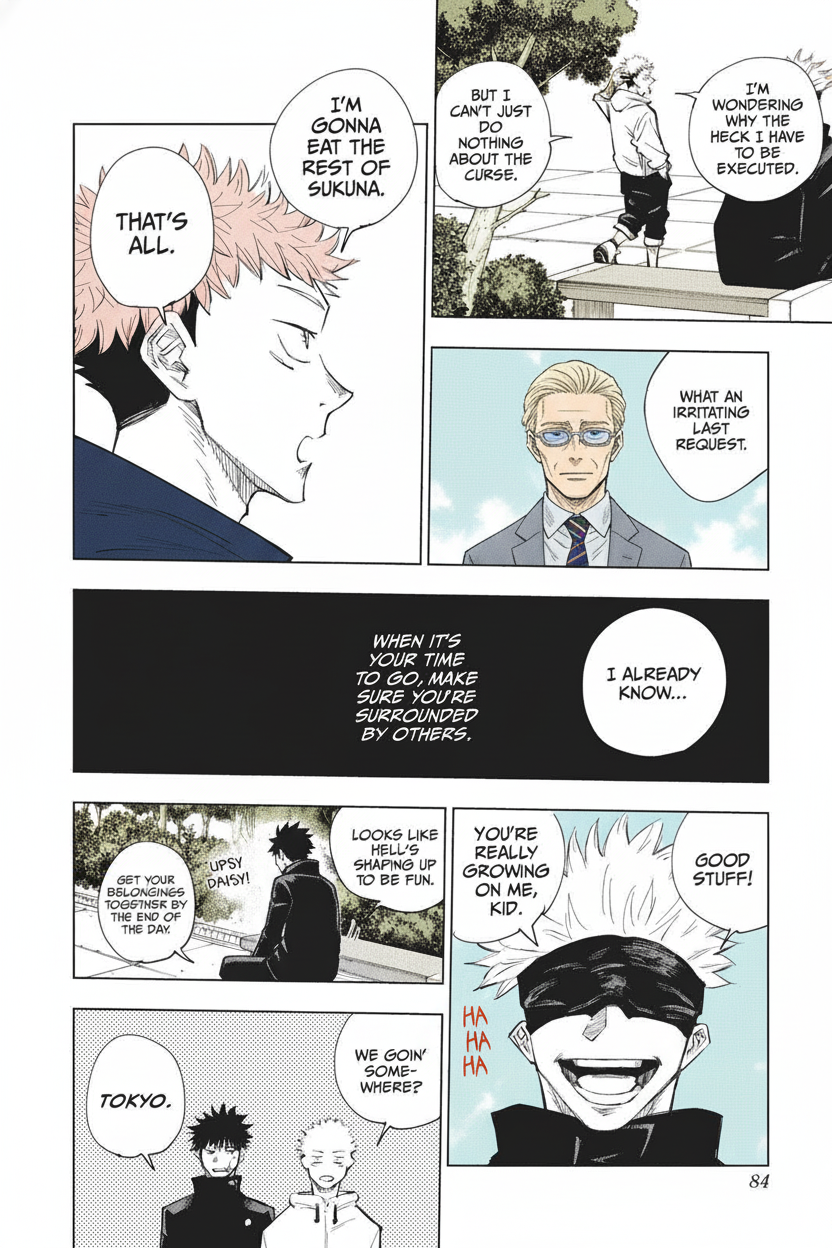 I'M
WONDERING
WHY THE
HECK I HAVE
TO BE
EXECUTED.
BUT I
CAN'T JUST
DO
NOTHING
ABOUT THE
CURSE.
I'M
GONNA
EAT THE
REST OF
SUKUNA.
THAT'S
ALL.
WHAT AN
IRRITATING
LAST
REQUEST.
I ALREADY
KNOW...
WHEN IT'S
YOUR TIME
TO GO, MAKE
SURE YOU'RE
SURROUNDED
BY OTHERS.
GOOD
STUFF!
YOU'RE
REALLY
GROWING
ON ME,
KID.
HA
HA
HA
LOOKS LIKE
HELL'S
SHAPING UP
TO BE FUN.
UPSY
DAISY!
GET YOUR
BELONGINGS
TOGETHER BY
THE END OF
THE DAY.
WE GOIN'
SOME-
WHERE?
TOKYO.
84